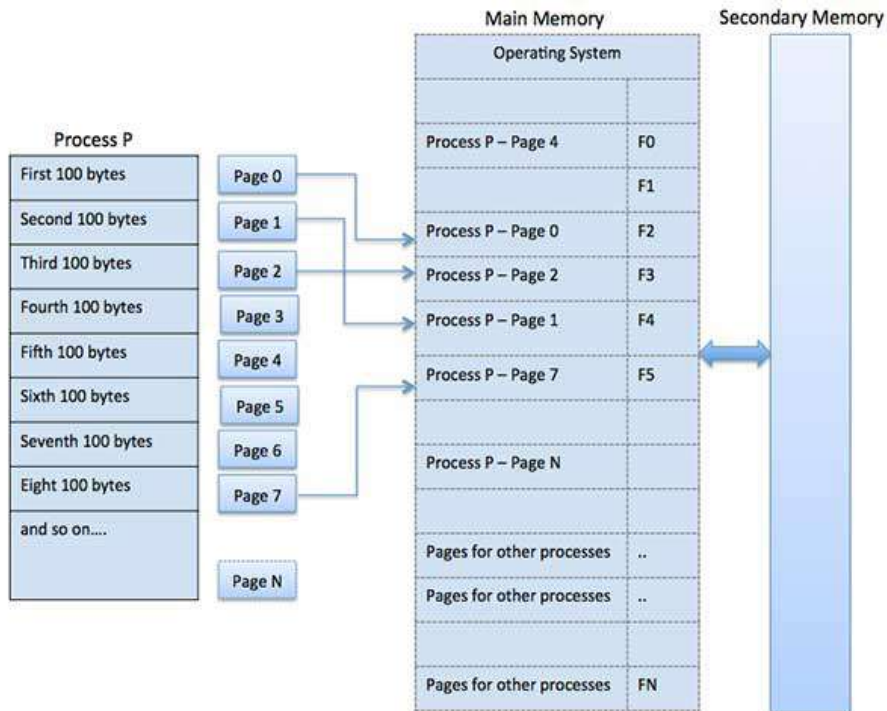 Main Memory
Secondary Memory
Operating System
Process P
First 100 bytes
Second 100 bytes
Third 100 bytes
Fourth 100 bytes
Fifth 100 bytes
Sixth 100 bytes
Seventh 100 bytes
Eight 100 bytes
and so on....
Page 0
Page 1
Page 2
Page 3
Page 4
Page 5
Page 6
Page 7
Page N
Process P – Page 4 F0
F1
Process P – Page 0 F2
Process P – Page 2 F3
Process P – Page 1 F4
Process P – Page 7 F5
Process P – Page N
Pages for other processes ..
Pages for other processes ..
Pages for other processes FN